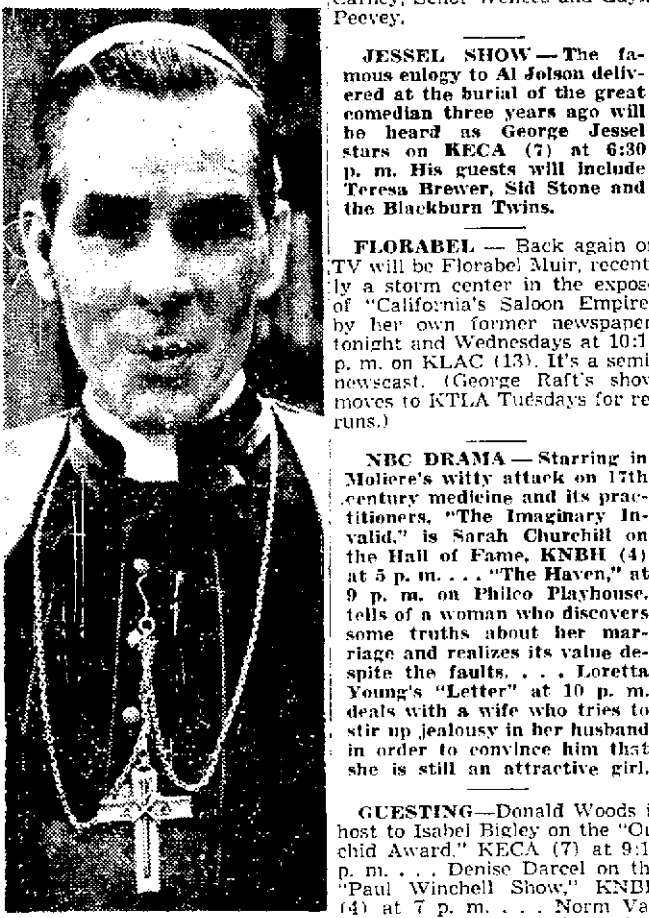 Peevey.
JESSEL SHOW — The fa-
mous eulogy to Al Jolson deliv-
ered at the burial of the great
comedian three years ago will
be heard as George Jessel
stars on KECA (7) at 6:30
p. m. His guests will include
Teresa Brewer, Sid Stone and
the Blackburn Twins.
FLORABEL — Back again o
TV will be Florabel Muir, recent
ly a storm center in the expos
of "California's Saloon Empire
by her own former newspaper
tonight and Wednesdays at 10:1
p. m. on KLAC (13). It's a semi
newscast. (George Raft's show
moves to KTLA Tuesdays for re
runs.)
NBC DRAMA — Starring in
Moliere's witty attack on 17th
century medicine and its prac-
titioners, "The Imaginary In-
valid," is Sarah Churchill on
the Hall of Fame, KNBH (4)
at 5 p. m. . . . "The Haven," at
9 p. m. on Philco Playhouse,
tells of a woman who discovers
some truths about her mar-
riage and realizes its value de-
spite the faults. . . . Loretta
Young's "Letter" at 10 p. m.
deals with a wife who tries to
stir up jealousy in her husband
in order to convince him that
she is still an attractive girl.
GUESTING—Donald Woods i
host to Isabel Bigley on the "Or
chid Award," KECA (7) at 9:1
p. m. . . . Denise Darcel on th
"Paul Winchell Show," KNBH
(4) at 7 p. m. . . . Norm Va